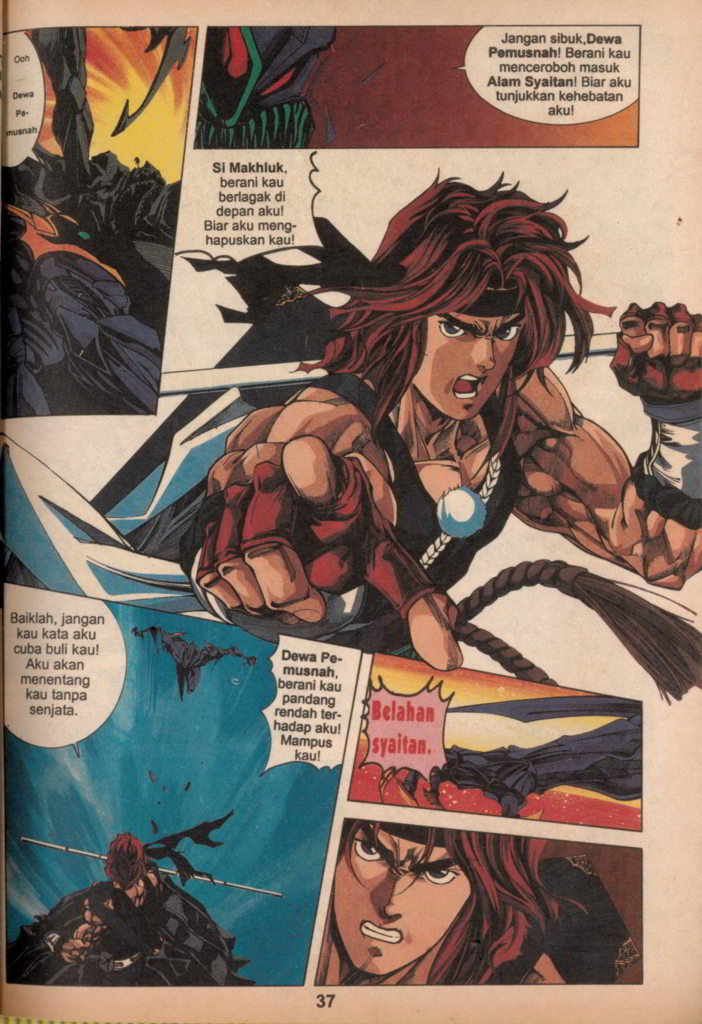 Ooh
Dewa
Pe-
musnah
Jangan sibuk,Dewa
Pemusnah! Berani kau
menceroboh masuk
Alam Syaitan! Biar aku
tunjukkan kehebatan
aku!
Si Makhluk,
berani kau
berlagak di
depan aku!
Biar aku meng-
hapuskan kau!
Baiklah, jangan
kau kata aku
cuba buli kau!
Aku akan
menentang
kau tanpa
senjata.
Dewa Pe-
musnah,
berani kau
pandang
rendah ter-
hadap aku!
Mampus
kau!
Belahan
syaitan.
37